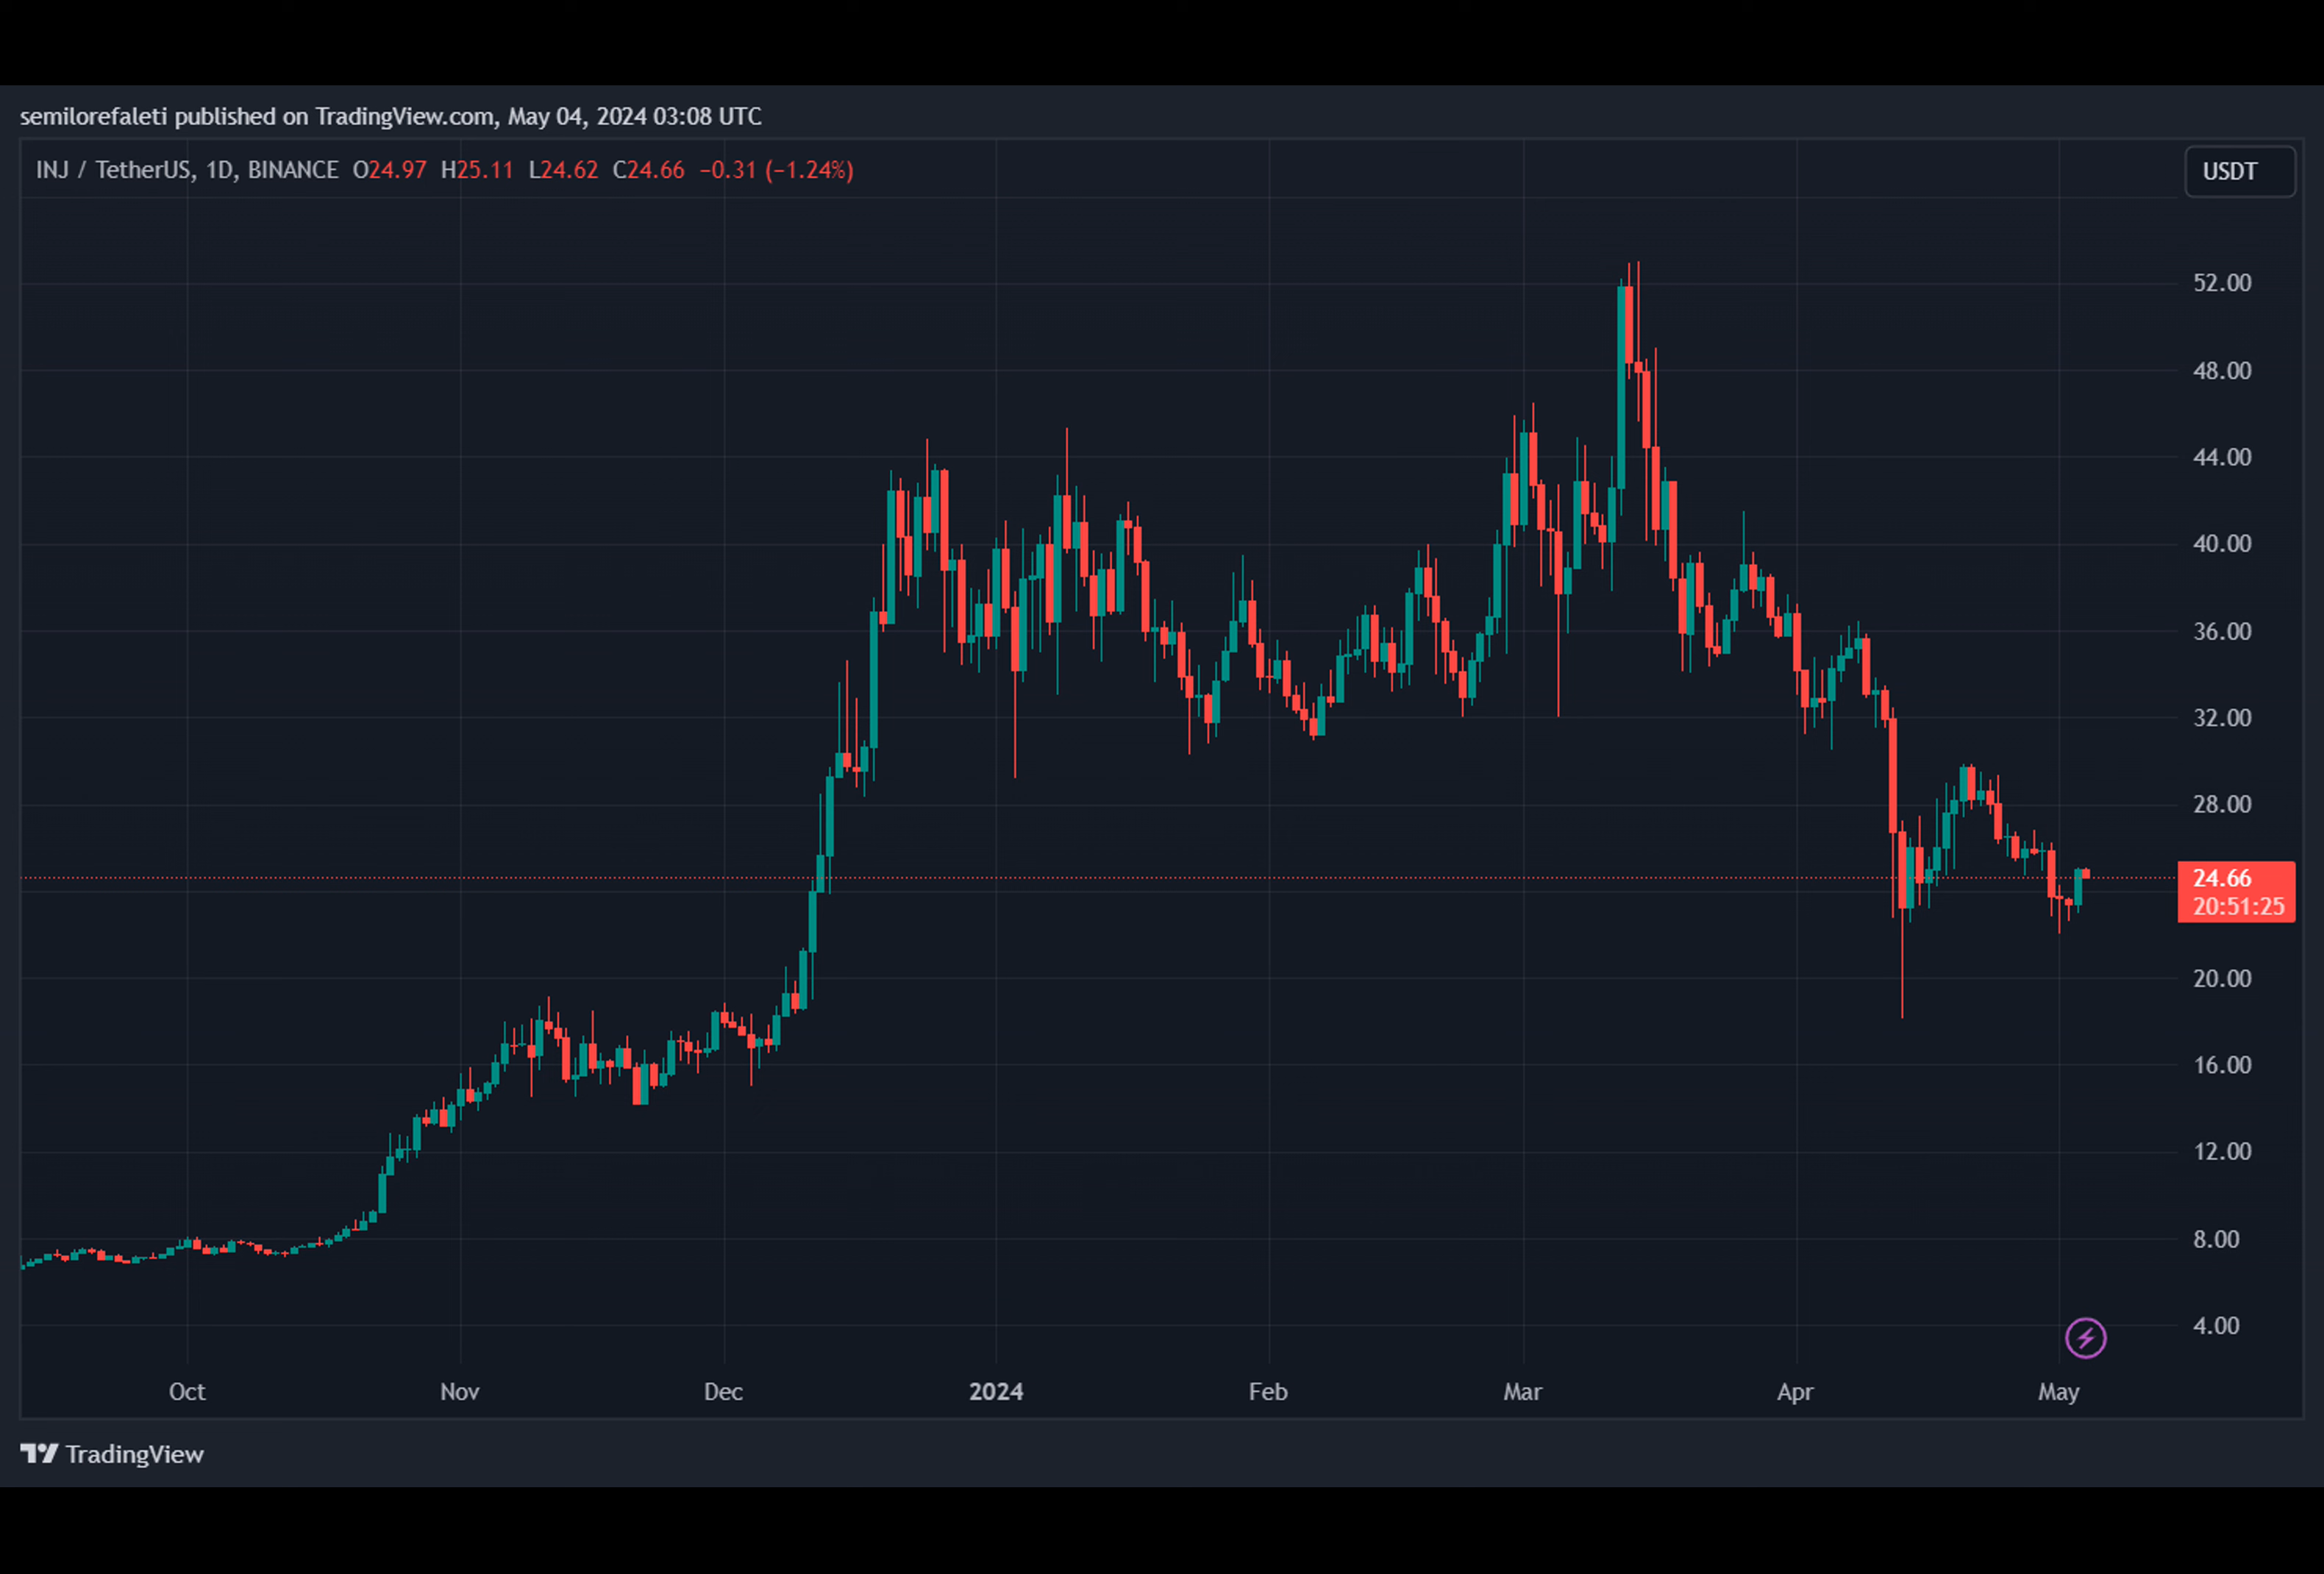 semilorefaleti published on TradingView.com, May 04, 2024 03:08 UTC
INJ / TetherUS, 1D, BINANCE O24.97 H25.11 L24.62 C24.66 −0.31 (−1.24%)
USDT
52.00
48.00
44.00
40.00
36.00
32.00
28.00
24.66
20:51:25
20.00
16.00
12.00
8.00
4.00
Oct Nov Dec 2024 Feb Mar Apr May
TradingView